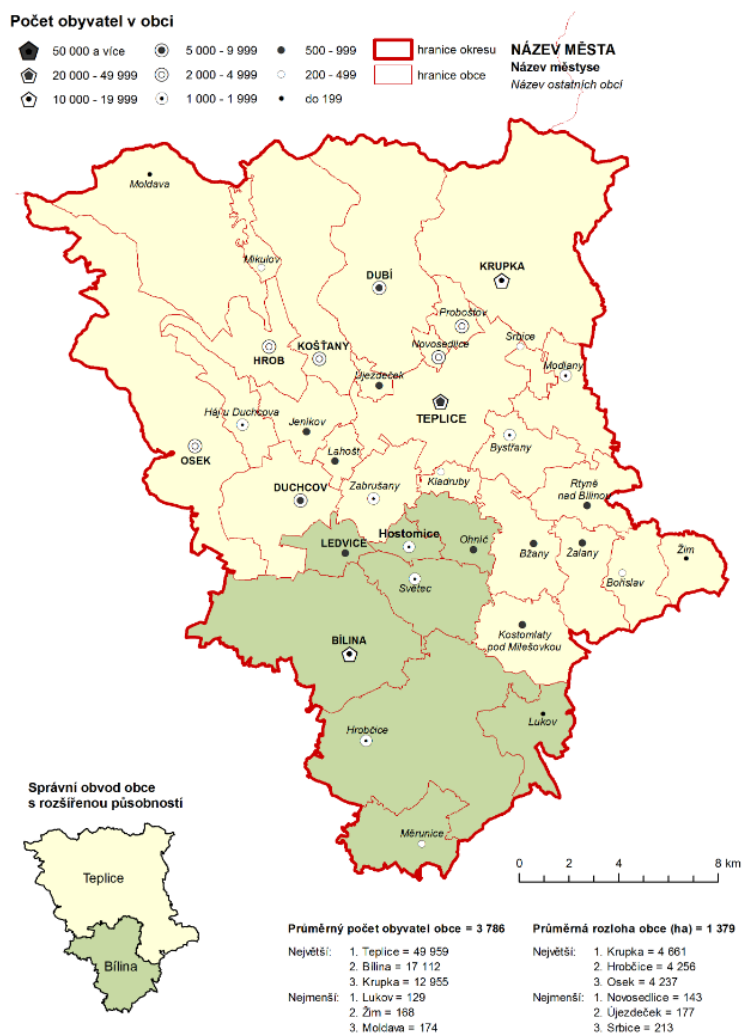 Počet obyvatel v obci
50 000 a více
5 000 - 9 999
500 - 999
hranice okresu
NÁZEV MĚSTA
20 000 - 49 999
2 000 - 4 999
200 - 499
hranice obce
Název městyse
10 000 - 19 999
1 000 - 1 999
do 199
Název ostatních obcí
Moldava
Mikulov
DUBÍ
KRUPKA
Proboštov
Srbice
HROB
KOŠŤANY
Novosedlice
Modlany
Újezdeček
TEPLICE
Háj u Duchcova
Jeníkov
Bystřany
OSEK
Lahošť
DUCHCOV
Zabrušany
Kladruby
Rtyně
nad Bílinou
LEDVICE
Hostomice
Ohníč
Bžany
Žalany
Žim
Bořislav
Světec
BÍLINA
Kostomlaty
pod Milešovkou
Hrobčice
Lukov
Měrunice
Správní obvod obce
s rozšířenou působností
Teplice
Bílina
0 2 4 8 km
Průměrný počet obyvatel obce = 3 786
Největší: 1. Teplice = 49 959
2. Bílina = 17 112
3. Krupka = 12 955
Nejmenší: 1. Lukov = 129
2. Žim = 168
3. Moldava = 174
Průměrná rozloha obce (ha) = 1 379
Největší: 1. Krupka = 4 661
2. Hrobčice = 4 256
3. Osek = 4 237
Nejmenší: 1. Novosedlice = 143
2. Újezdeček = 177
3. Srbice = 213